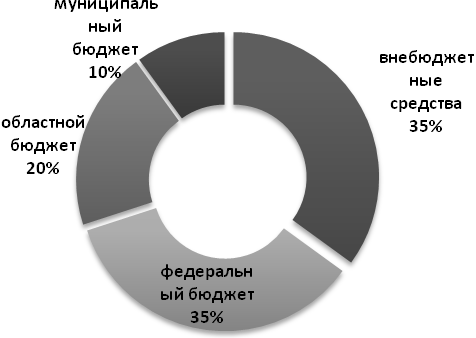 муниципаль
ный
бюджет
10%
внебюджет
ные
средства
35%
областной
бюджет
20%
федеральн
ый бюджет
35%